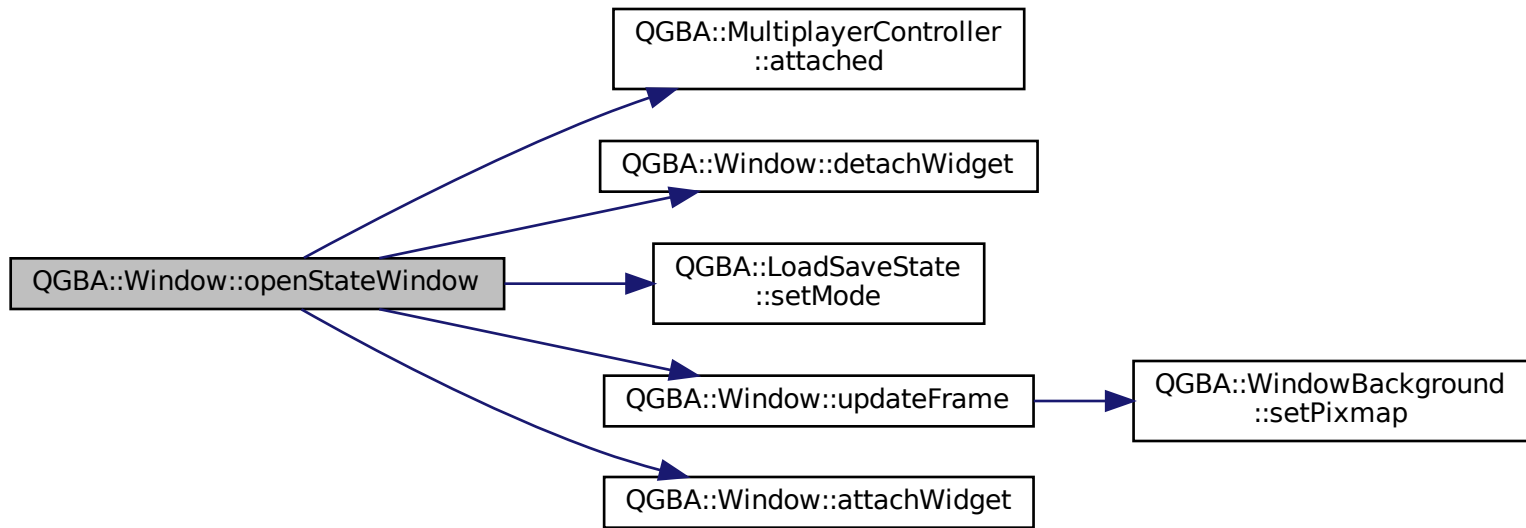 QGBA::MultiplayerController
::attached
QGBA::Window::detachWidget
QGBA::Window::openStateWindow
QGBA::LoadSaveState
::setMode
QGBA::Window::updateFrame
QGBA::WindowBackground
::setPixmap
QGBA::Window::attachWidget